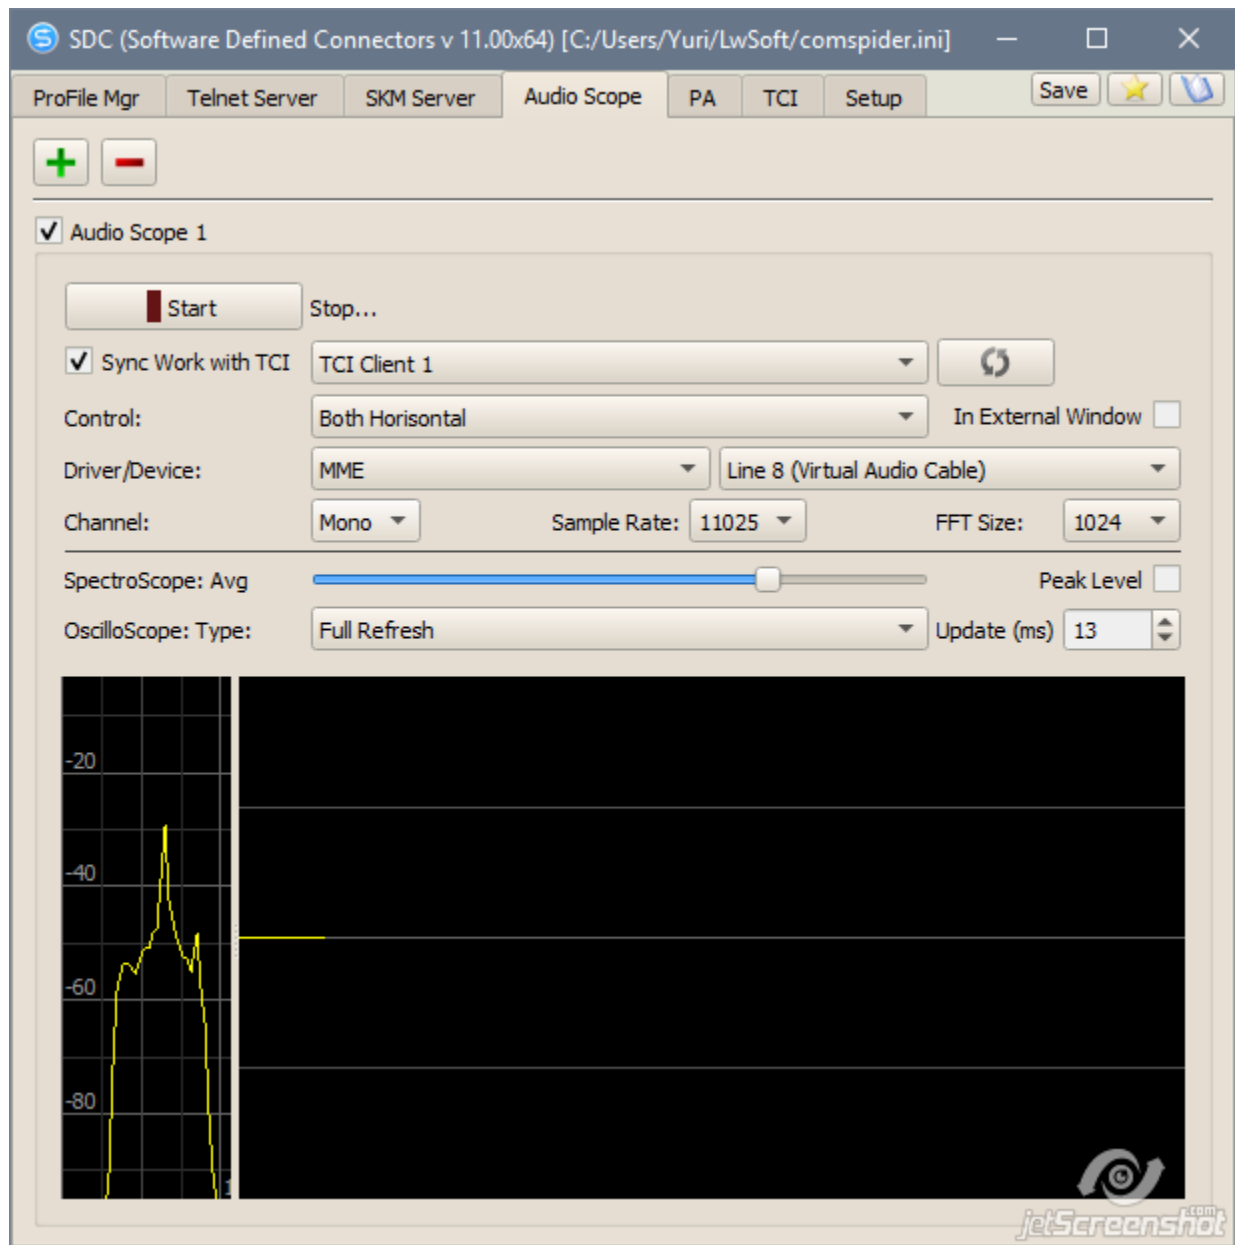 SDC (Software Defined Connectors v 11.00x64) [C:/Users/Yuri/LwSoft/comspider.ini]
ProFile Mgr Telnet Server SKM Server Audio Scope PA TCI Setup Save
Audio Scope 1
Start Stop...
Sync Work with TCI TCI Client 1
Control: Both Horisontal In External Window
Driver/Device: MME Line 8 (Virtual Audio Cable)
Channel: Mono Sample Rate: 11025 FFT Size: 1024
SpectroScope: Avg Peak Level
OscilloScope: Type: Full Refresh Update (ms) 13
-20
-40
-60
-80
jetScreenshot.com